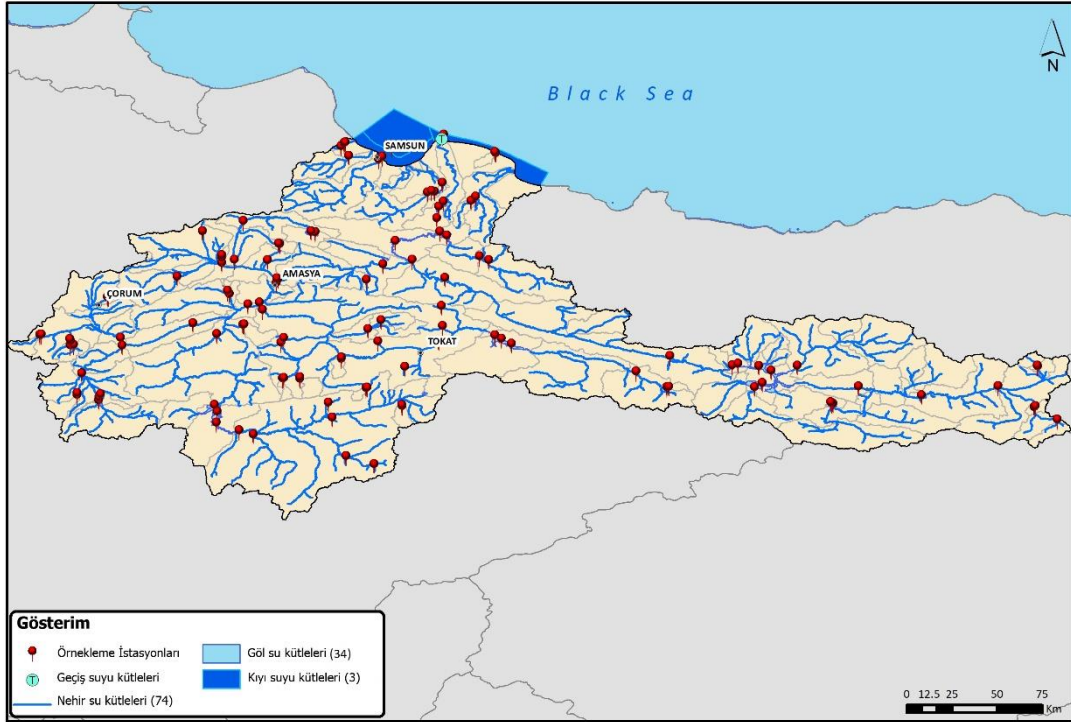 N
Black Sea
SAMSUN
T
AMASYA
ÇORUM
TOKAT
Gösterim
Örnekleme İstasyonları
Göl su kütleleri (34)
T Geçiş suyu kütleleri
Kıyı suyu kütleleri (3)
Nehir su kütleleri (74)
0 12.5 25 50 75
Km